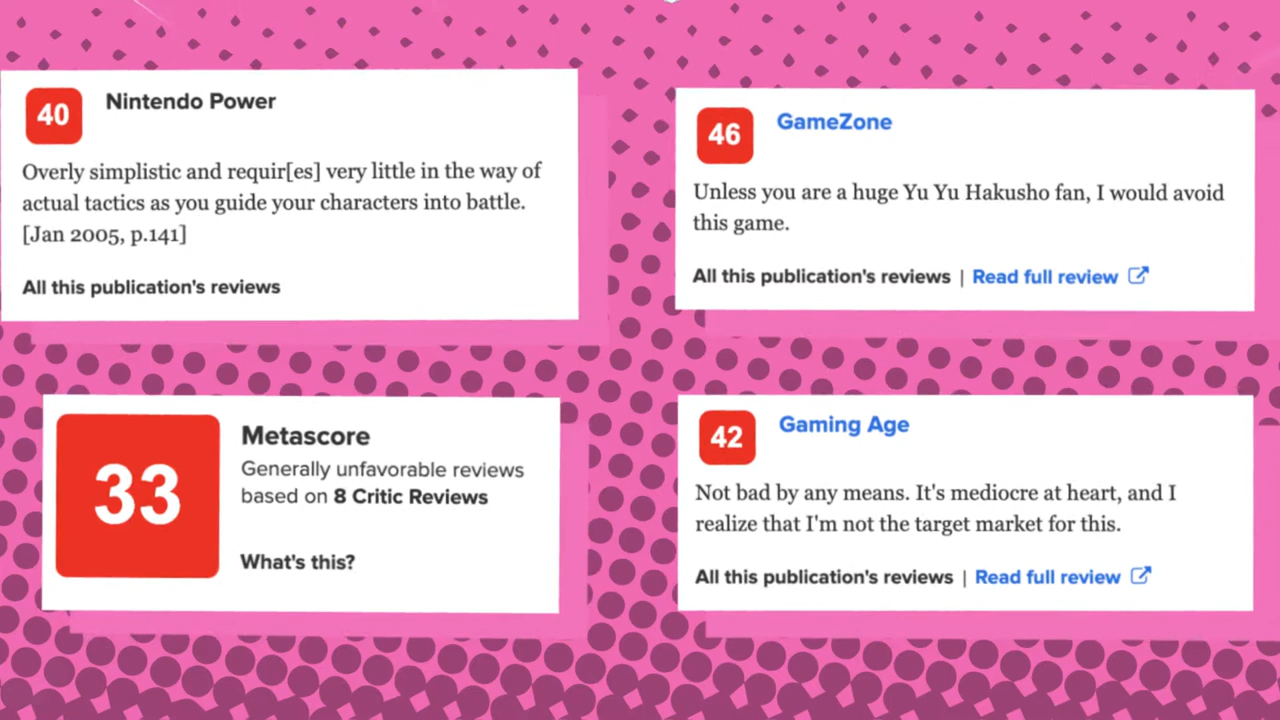 40
Nintendo Power
Overly simplistic and requir[es] very little in the way of
actual tactics as you guide your characters into battle.
[Jan 2005, p.141]
All this publication's reviews
46
GameZone
Unless you are a huge Yu Yu Hakusho fan, I would avoid
this game.
All this publication's reviews | Read full review
33
Metascore
Generally unfavorable reviews
based on 8 Critic Reviews
What's this?
42
Gaming Age
Not bad by any means. It's mediocre at heart, and I
realize that I'm not the target market for this.
All this publication's reviews | Read full review